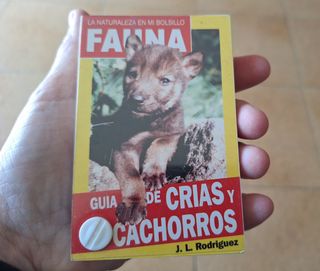 LA NATURALEZA EN MI BOLSILLO
FAUNA
GUIA DE CRIAS Y
CACHORROS
J. L. Rodriguez